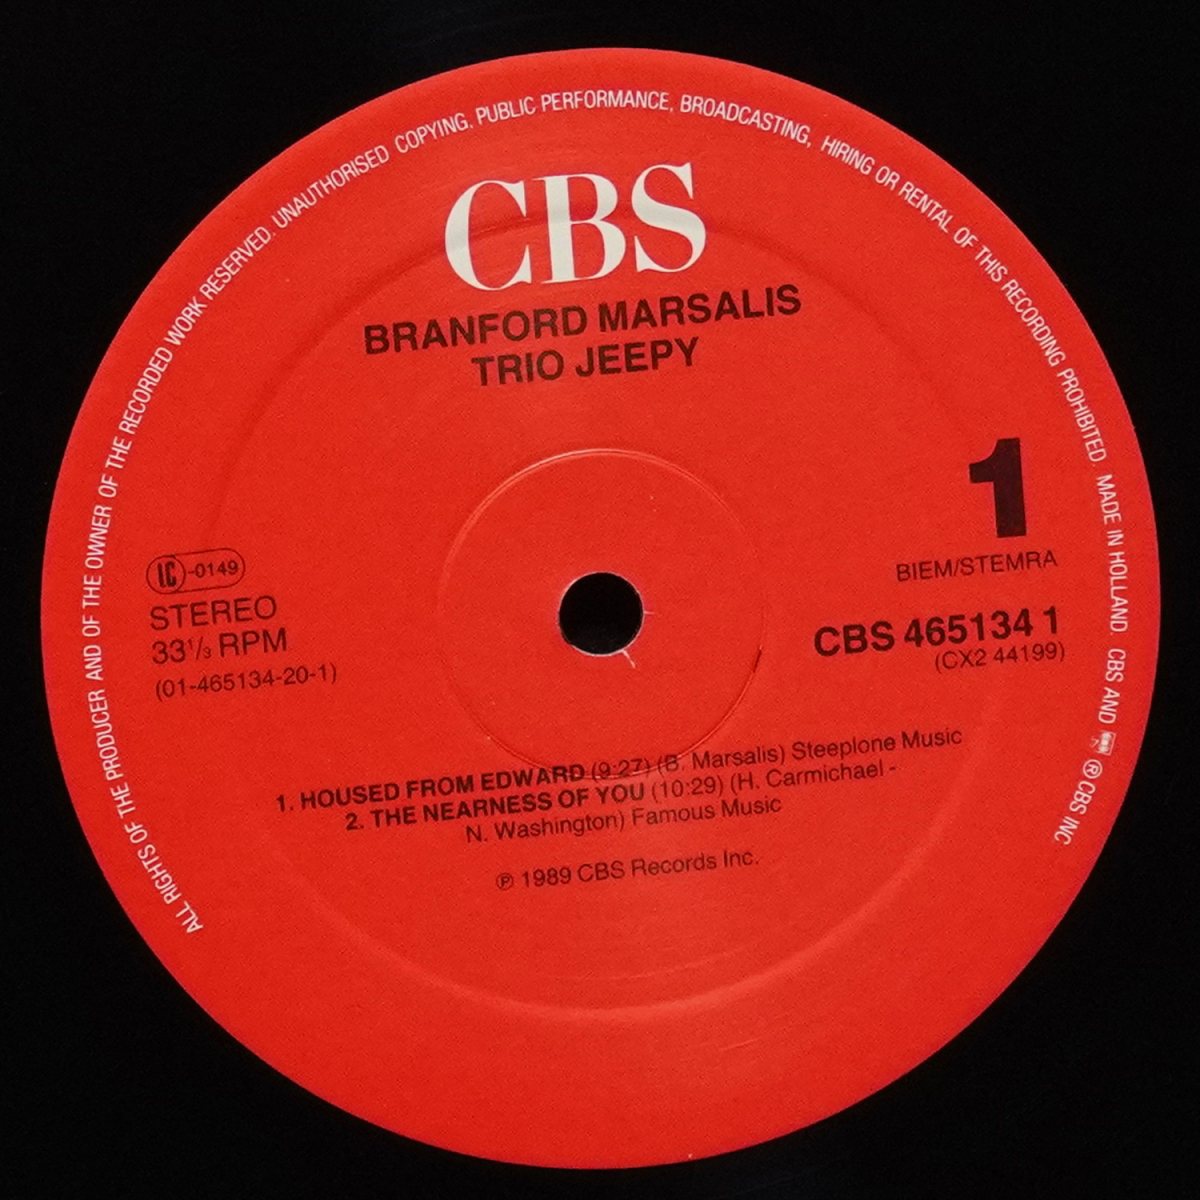 ALL RIGHTS OF THE PRODUCER AND OF THE OWNER OF THE RECORDED WORK RESERVED. UNAUTHORISED COPYING, PUBLIC PERFORMANCE, BROADCASTING, HIRING OR RENTAL OF THIS RECORDING PROHIBITED. MADE IN HOLLAND. CBS AND ® CBS INC.
CBS
BRANFORD MARSALIS
TRIO JEEPY
1
BIEM/STEMRA
CBS 465134 1
(CX2 44199)
LC -0149
STEREO
33 1/3 RPM
(01-465134-20-1)
1. HOUSED FROM EDWARD (9:27) (B. Marsalis) Steeplone Music
2. THE NEARNESS OF YOU (10:29) (H. Carmichael -
N. Washington) Famous Music
℗ 1989 CBS Records Inc.